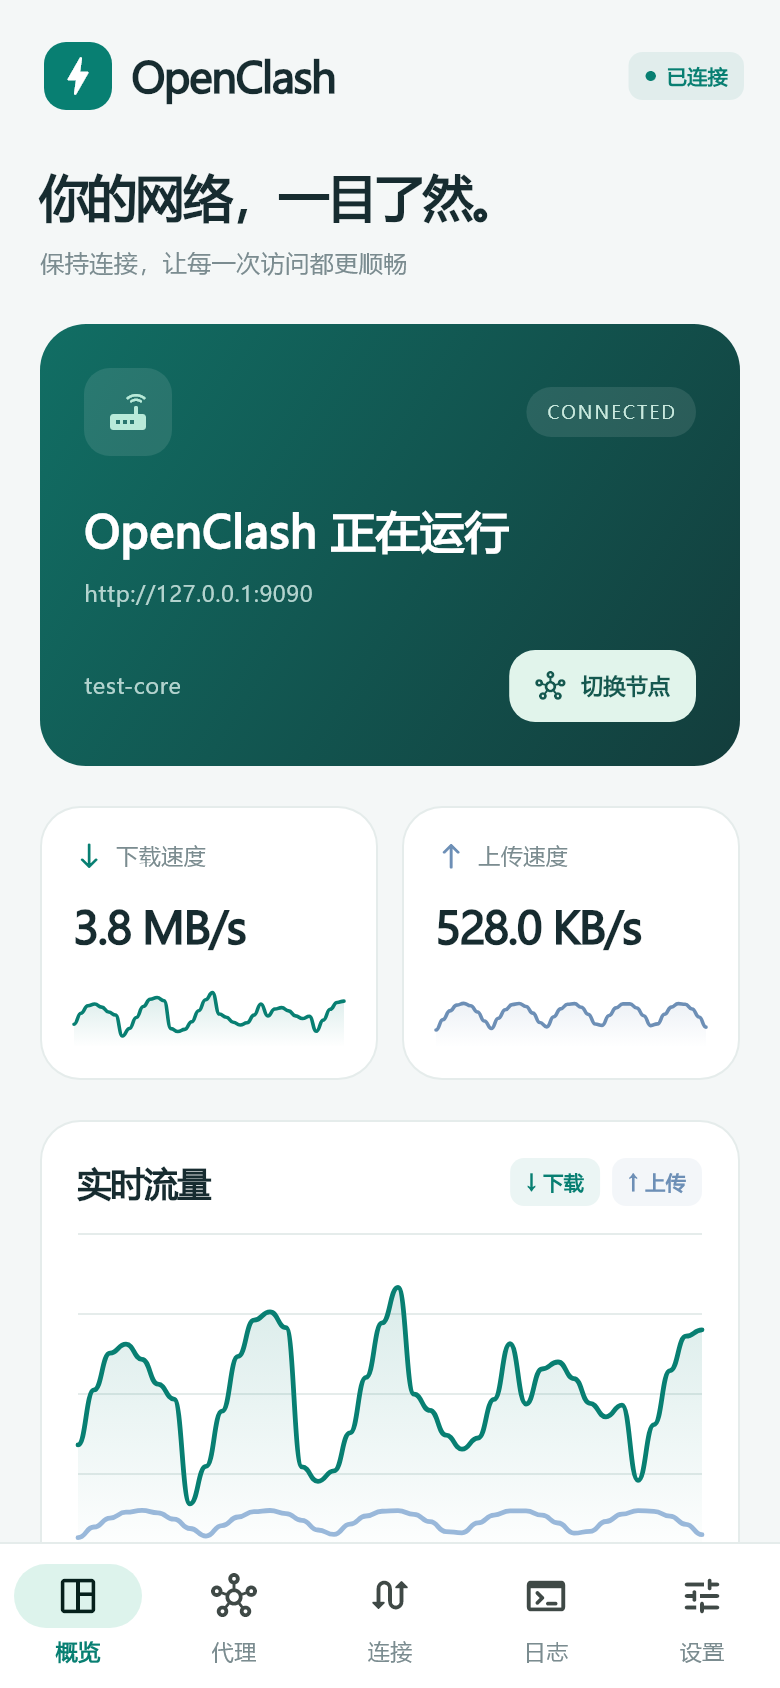 OpenClash
已连接
你的网络，一目了然。
保持连接，让每一次访问都更顺畅
CONNECTED
OpenClash 正在运行
http://127.0.0.1:9090
test-core
切换节点
↓ 下载速度
3.8 MB/s
↑ 上传速度
528.0 KB/s
实时流量
↓下载
↑上传
概览
代理
连接
日志
设置